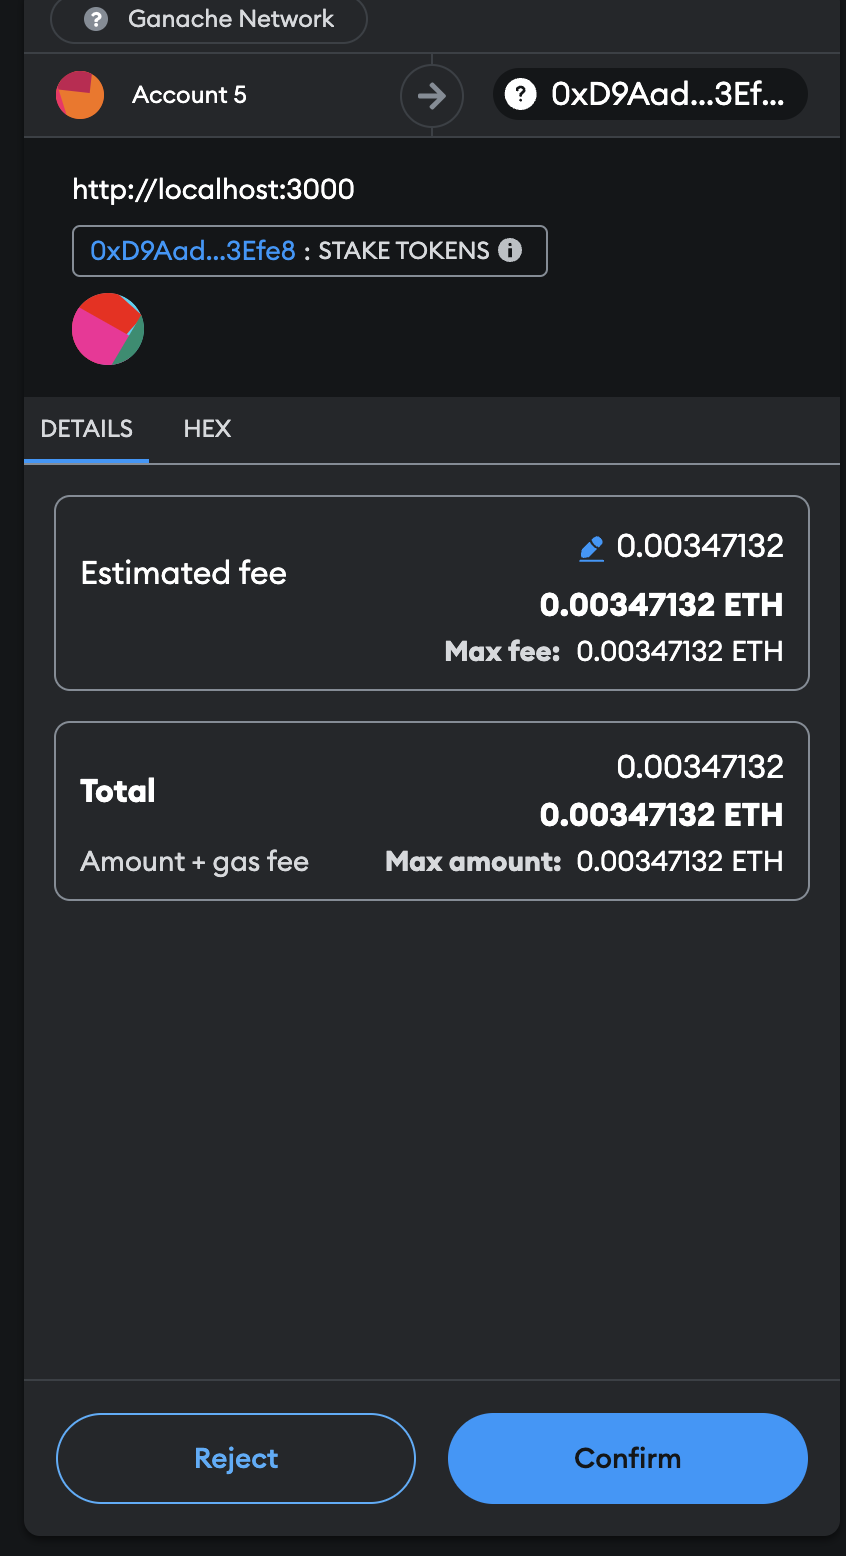 Ganache Network
Account 5
0xD9Aad...3Ef...
http://localhost:3000
0xD9Aad...3Efe8 : STAKE TOKENS
DETAILS HEX
Estimated fee
0.00347132
0.00347132 ETH
Max fee: 0.00347132 ETH
Total
0.00347132
0.00347132 ETH
Amount + gas fee
Max amount: 0.00347132 ETH
Reject
Confirm